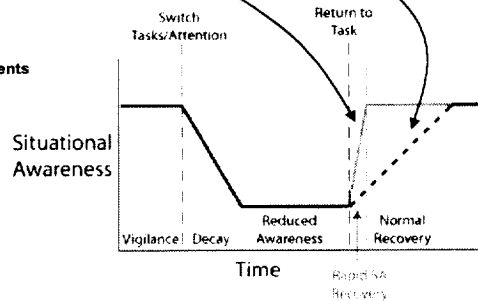 Switch
Tasks/Attention
Return to
Task
ents
Situational
Awareness
Vigilance
Decay
Reduced
Awareness
Normal
Recovery
Time
Rapid SA
Recovery